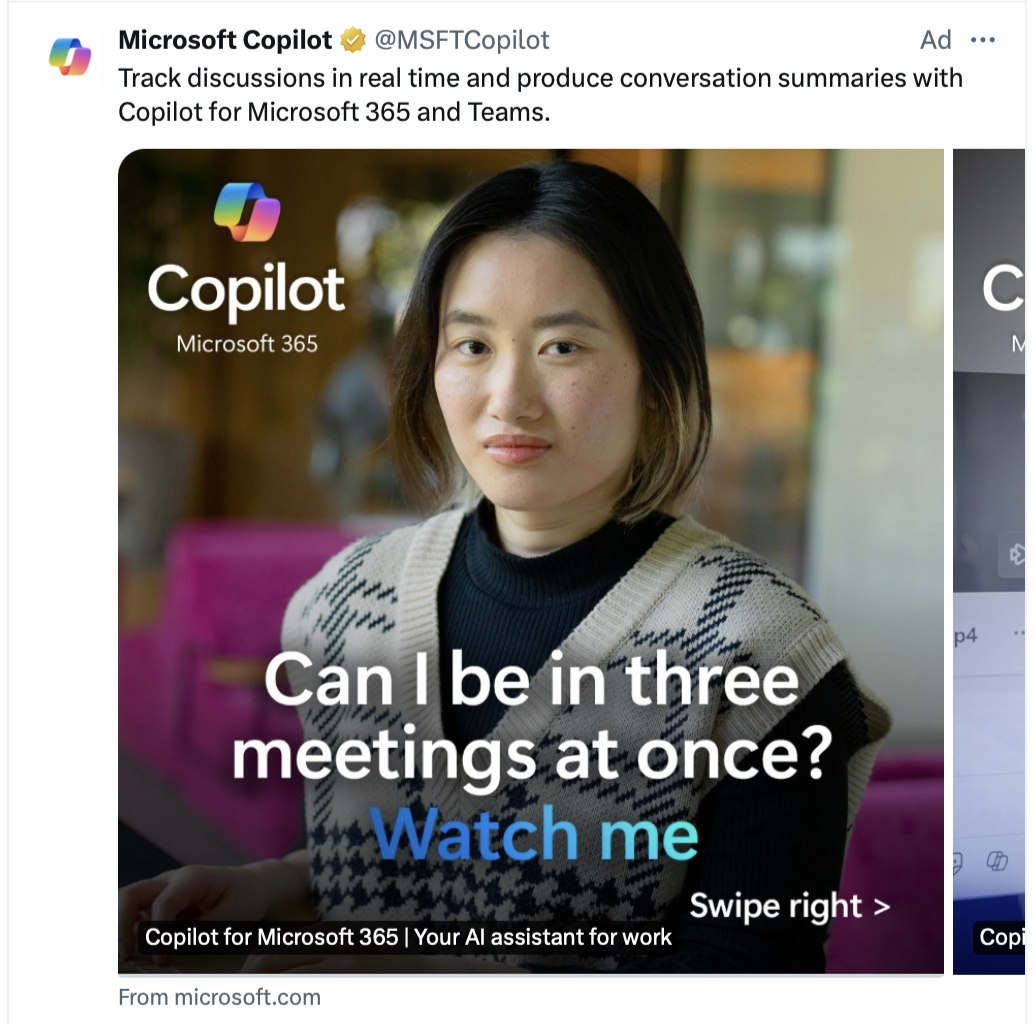 Microsoft Copilot @MSFTCopilot Ad
Track discussions in real time and produce conversation summaries with
Copilot for Microsoft 365 and Teams.
Copilot
Microsoft 365
Can I be in three
meetings at once?
Watch me
Swipe right >
Copilot for Microsoft 365 | Your AI assistant for work
From microsoft.com
C
M
p4
Copi